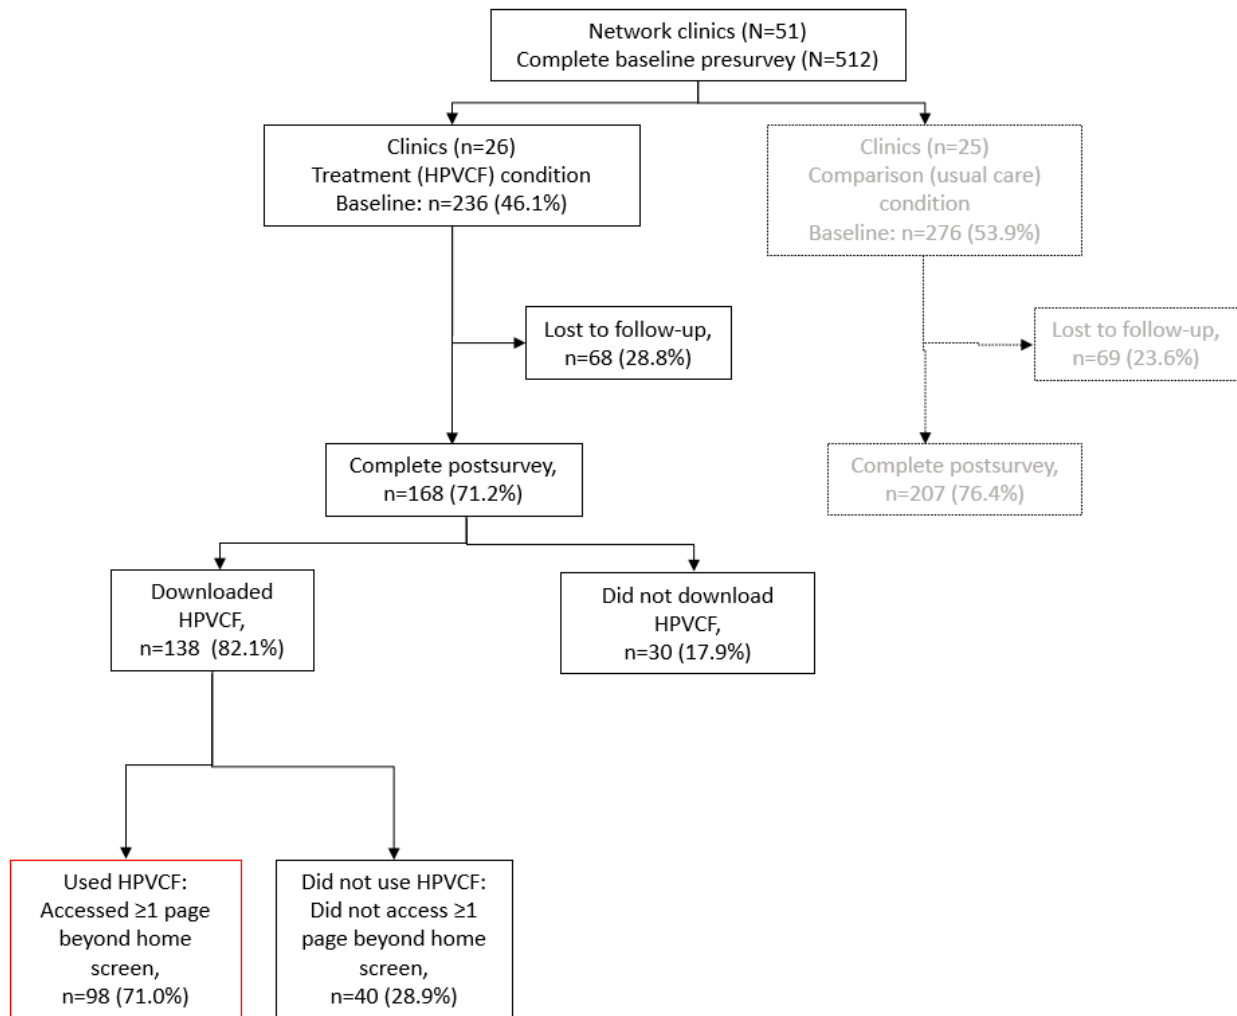 Network clinics (N=51)
Complete baseline presurvey (N=512)
Clinics (n=26)
Treatment (HPVCF) condition
Baseline: n=236 (46.1%)
Clinics (n=25)
Comparison (usual care)
condition
Baseline: n=276 (53.9%)
Lost to follow-up,
n=68 (28.8%)
Lost to follow-up,
n=69 (23.6%)
Complete postsurvey,
n=168 (71.2%)
Complete postsurvey,
n=207 (76.4%)
Downloaded
HPVCF,
n=138 (82.1%)
Did not download
HPVCF,
n=30 (17.9%)
Used HPVCF:
Accessed ≥1 page
beyond home
screen,
n=98 (71.0%)
Did not use HPVCF:
Did not access ≥1
page beyond home
screen,
n=40 (28.9%)